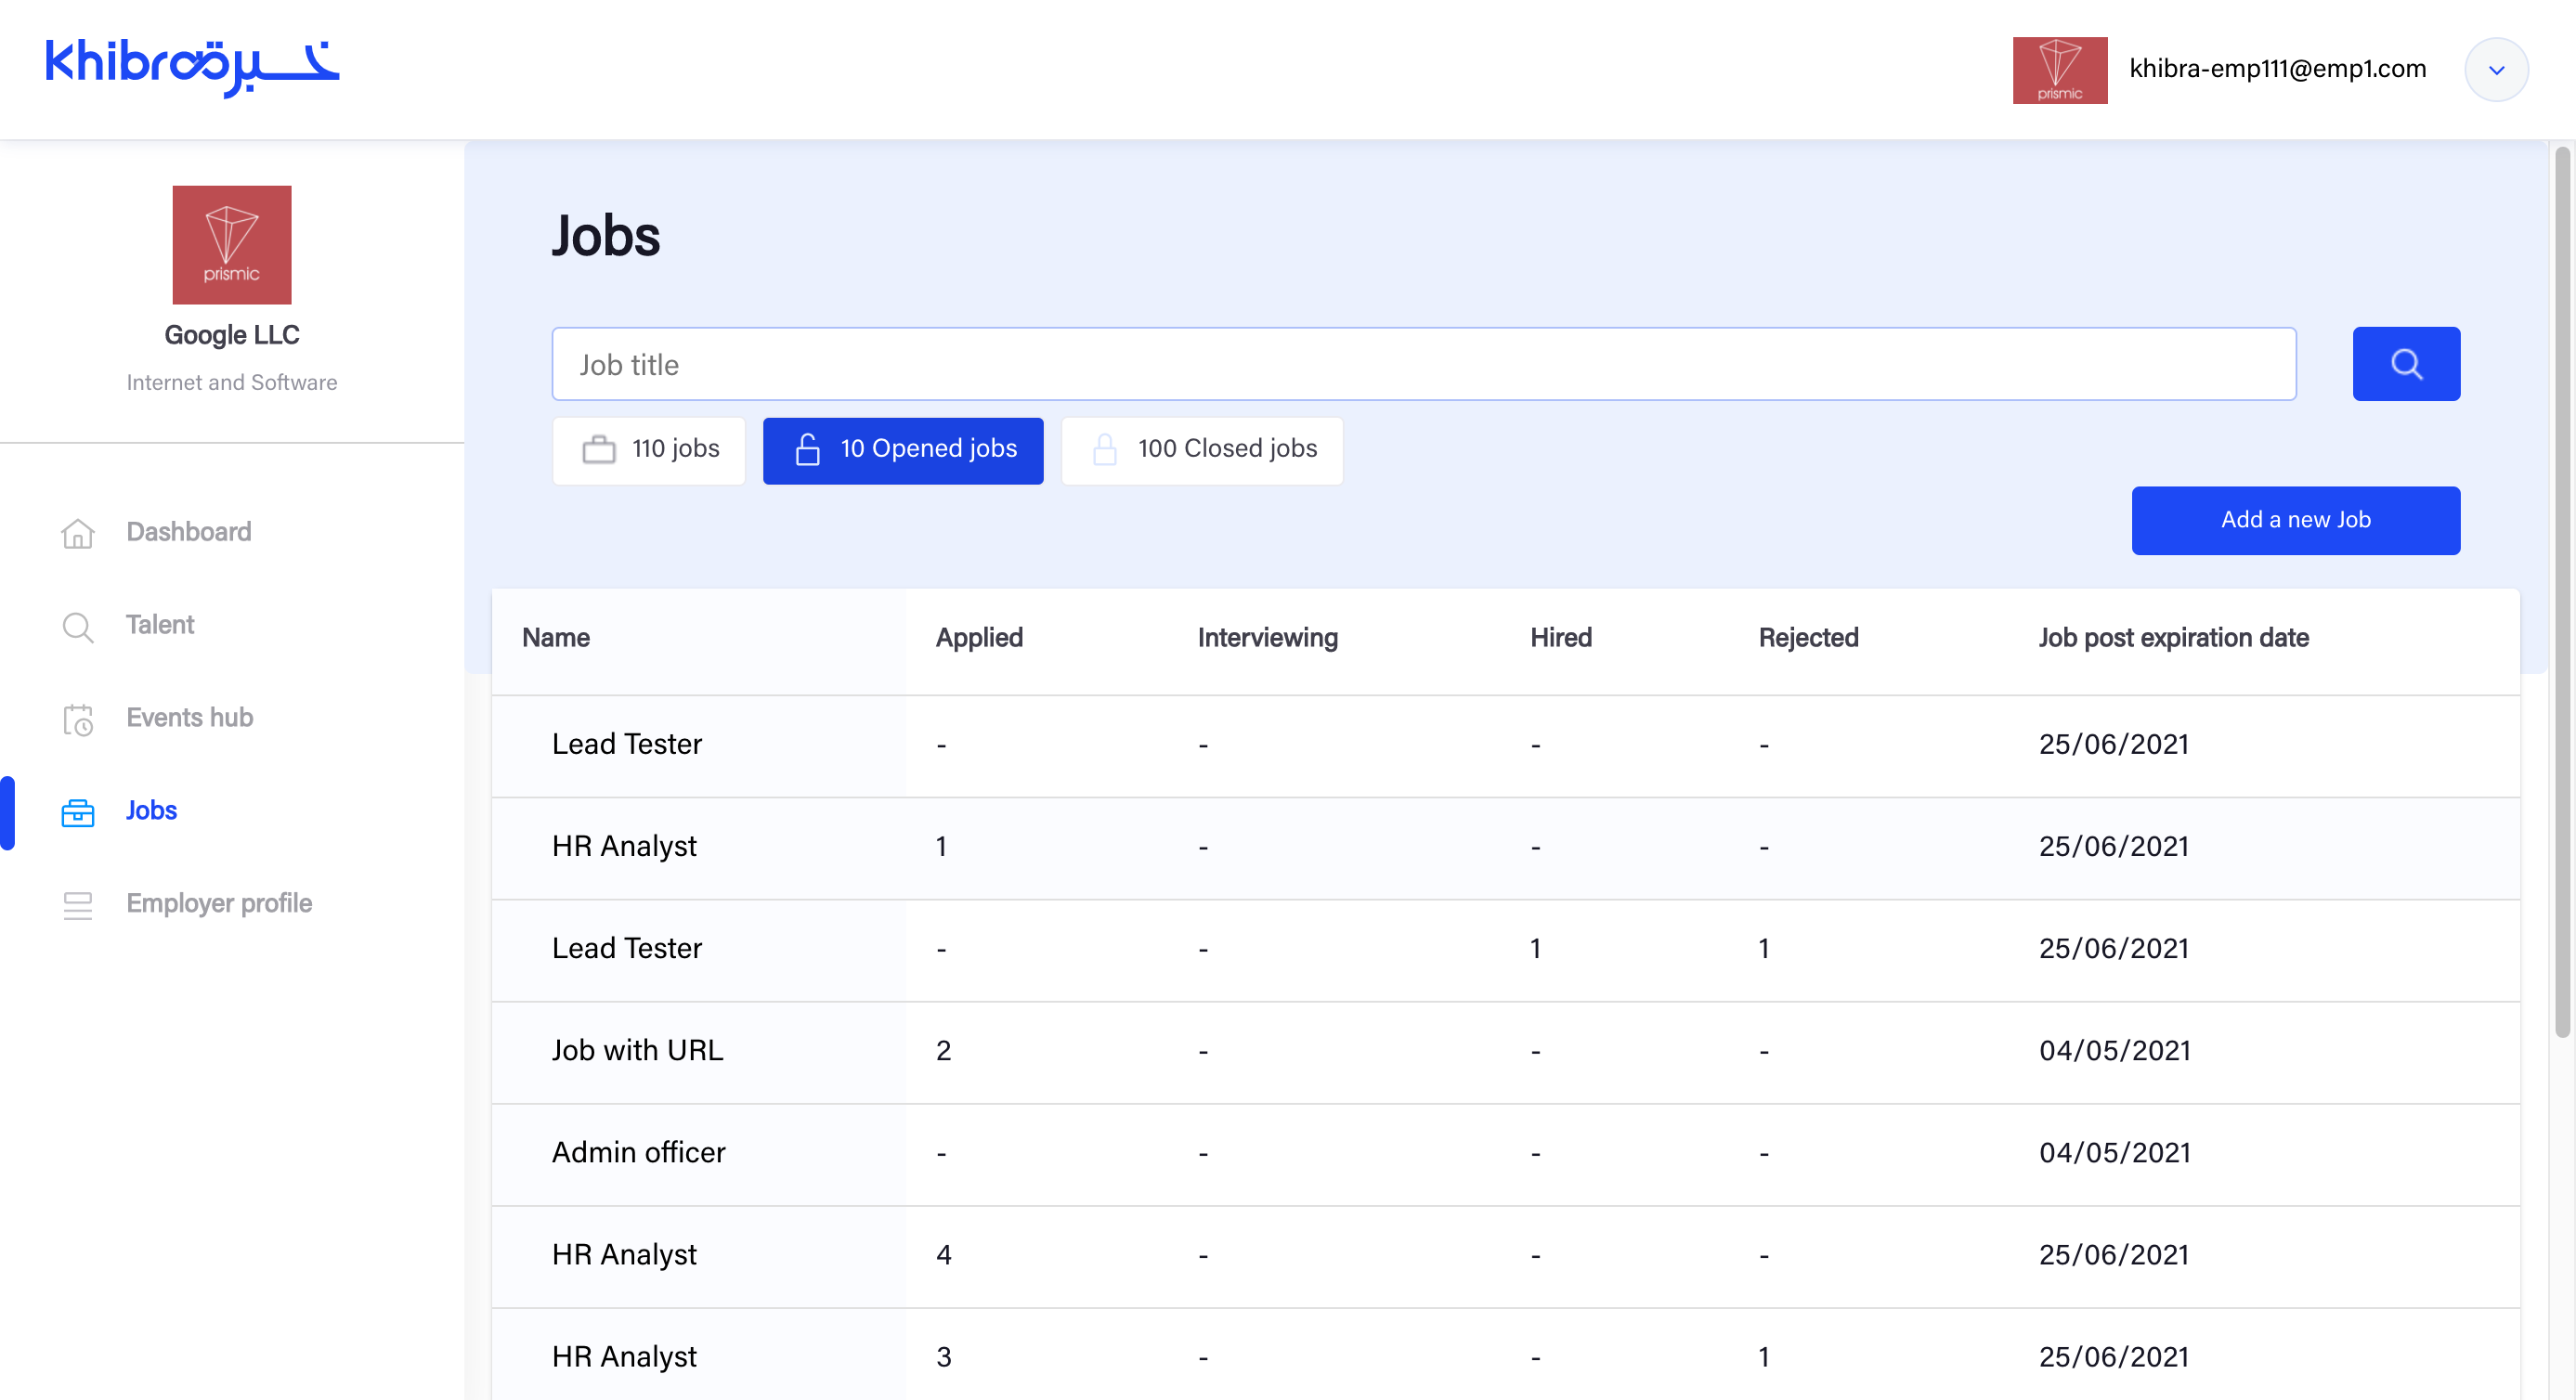 khibra خبرة
prismic
khibra-emp111@emp1.com
prismic
Google LLC
Internet and Software
Dashboard
Talent
Events hub
Jobs
Employer profile
Jobs
Job title
110 jobs 10 Opened jobs 100 Closed jobs
Add a new Job
Name Applied Interviewing Hired Rejected Job post expiration date
Lead Tester - - - - 25/06/2021
HR Analyst 1 - - - 25/06/2021
Lead Tester - - 1 1 25/06/2021
Job with URL 2 - - - 04/05/2021
Admin officer - - - - 04/05/2021
HR Analyst 4 - - - 25/06/2021
HR Analyst 3 - - 1 25/06/2021